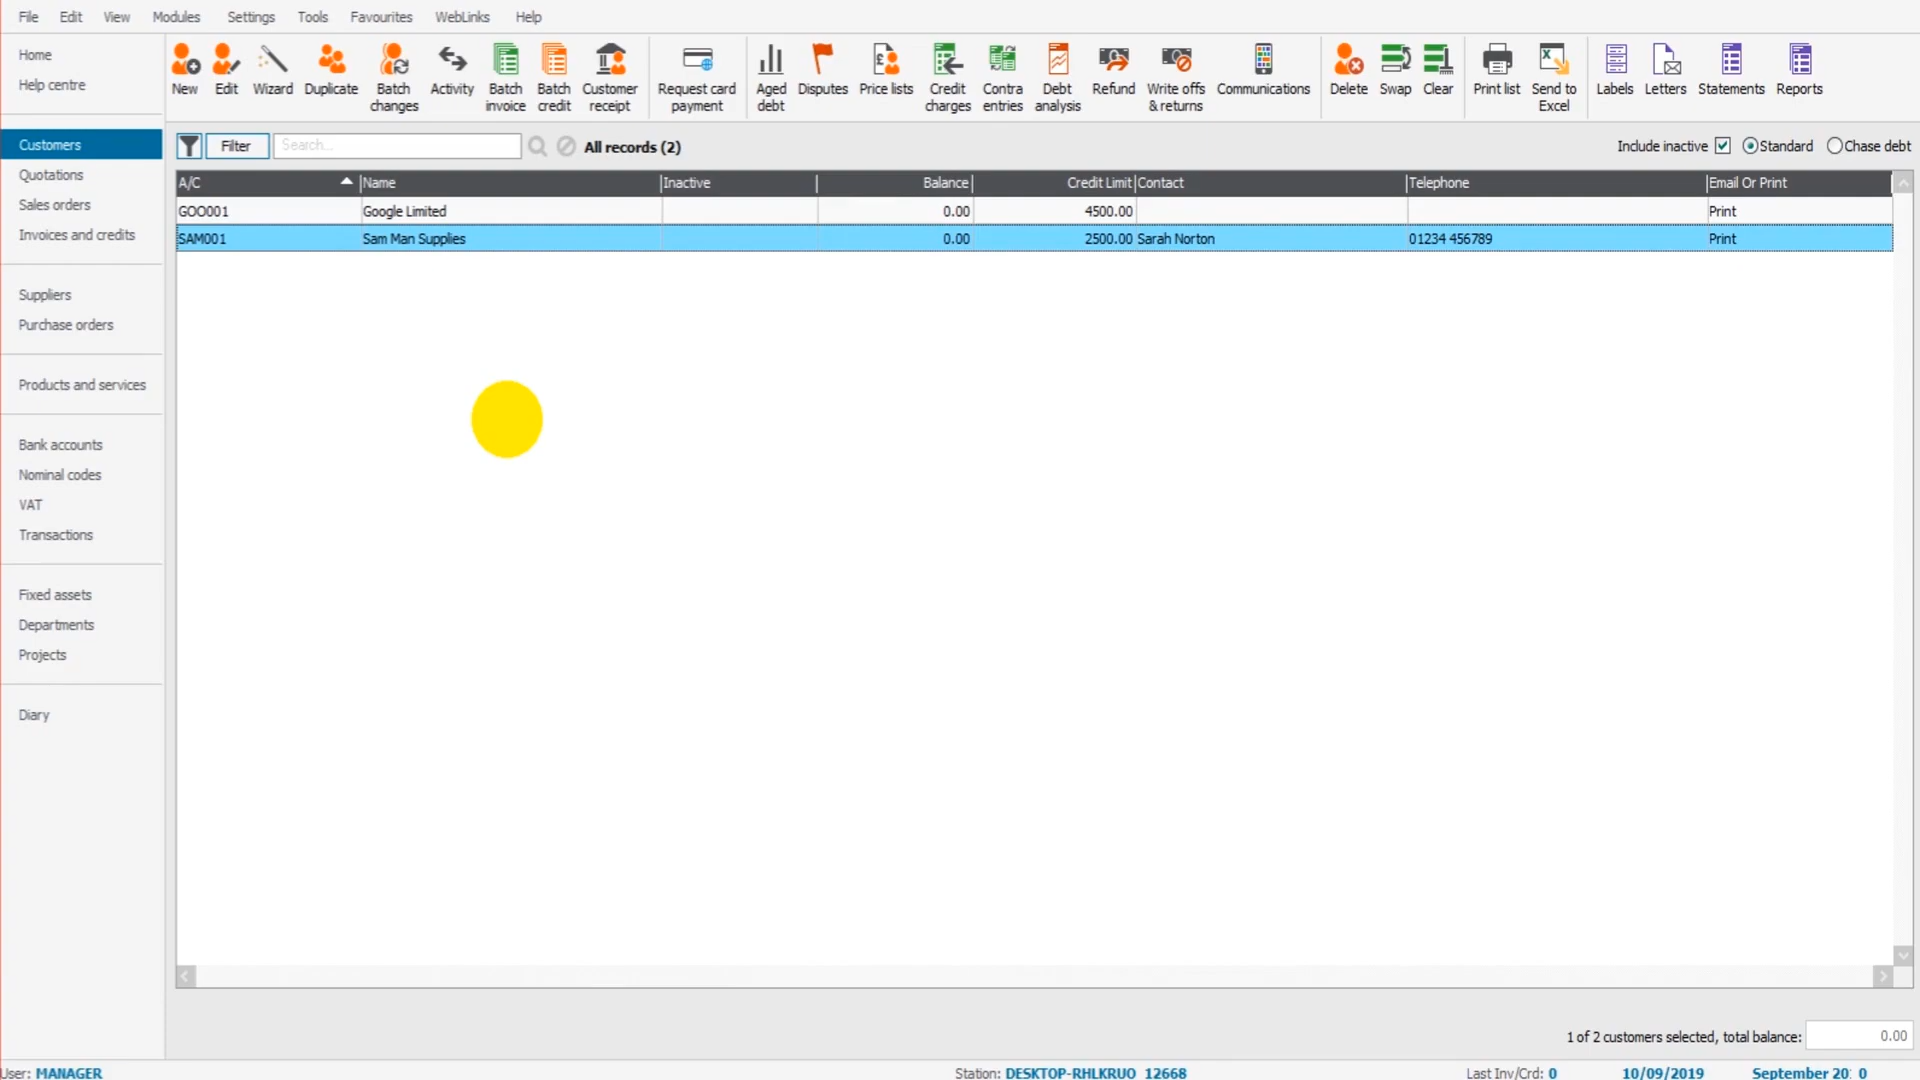 File Edit View Modules Settings Tools Favourites WebLinks Help
Home
Help centre
New Edit Wizard Duplicate Batch changes Activity Batch invoice Batch credit Customer receipt Request card payment Aged debt Disputes Price lists Credit charges Contra entries Debt analysis Refund Write offs & returns Communications Delete Swap Clear Print list Send to Excel Labels Letters Statements Reports
Customers
Quotations
Sales orders
Invoices and credits
Suppliers
Purchase orders
Products and services
Bank accounts
Nominal codes
VAT
Transactions
Fixed assets
Departments
Projects
Diary
Filter Search... All records (2) Include inactive Standard Chase debt
A/C Name Inactive Balance Credit Limit Contact Telephone Email Or Print
GOO001 Google Limited 0.00 4500.00 Print
SAM001 Sam Man Supplies 0.00 2500.00 Sarah Norton 01234 456789 Print
1 of 2 customers selected, total balance: 0.00
User: MANAGER Station: DESKTOP-RHLKRUO_12668 Last Inv/Crd: 0 10/09/2019 September 0